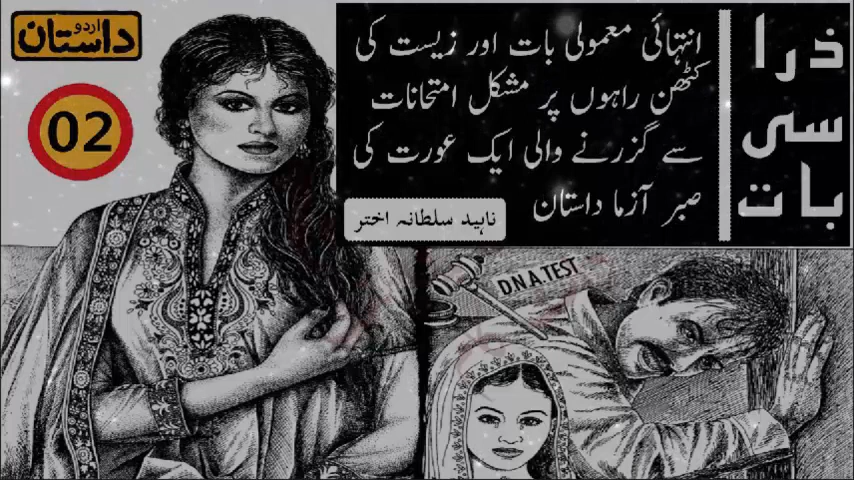 اردو
داستان
02
ذرا
سی
بات
انتہائی معمولی بات اور زیست کی
کٹھن راہوں پر مشکل امتحانات
سے گزرنے والی ایک عورت کی
صبر آزما داستان
ناہید سلطانہ اختر
D.N.A.TEST